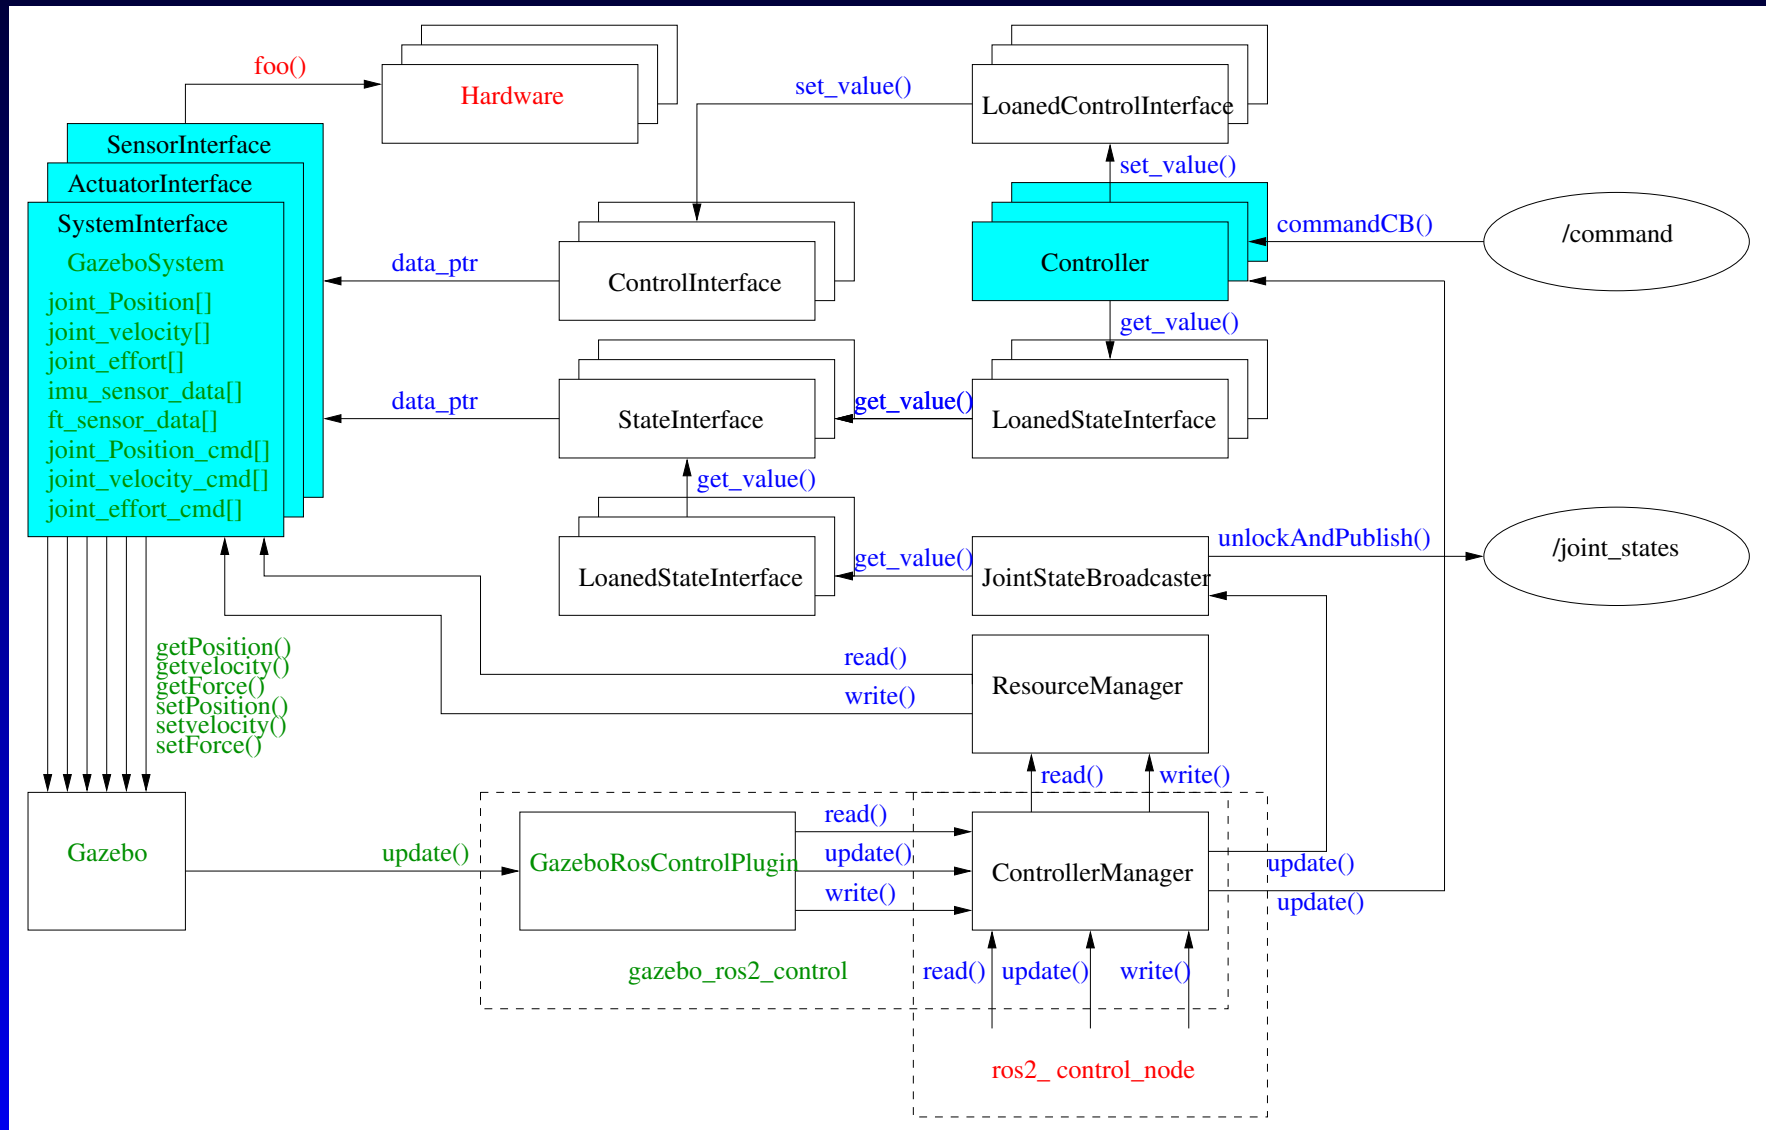 foo()
Hardware
set_value()
LoanedControlInterface
SensorInterface
set_value()
ActuatorInterface
SystemInterface
commandCB()
/command
GazeboSystem
data_ptr
ControlInterface
Controller
joint_Position[]
joint_velocity[]
get_value()
joint_effort[]
imu_sensor_data[]
data_ptr
StateInterface
get_value()
LoanedStateInterface
ft_sensor_data[]
joint_Position_cmd[]
joint_velocity_cmd[]
get_value()
joint_effort_cmd[]
unlockAndPublish()
/joint_states
LoanedStateInterface
get_value()
JointStateBroadcaster
getPosition()
getvelocity()
getForce()
setPosition()
setvelocity()
setForce()
read()
write()
ResourceManager
read()
write()
Gazebo
update()
GazeboRosControlPlugin
read()
update()
write()
ControllerManager
update()
update()
gazebo_ros2_control
read()
update()
write()
ros2_ control_node